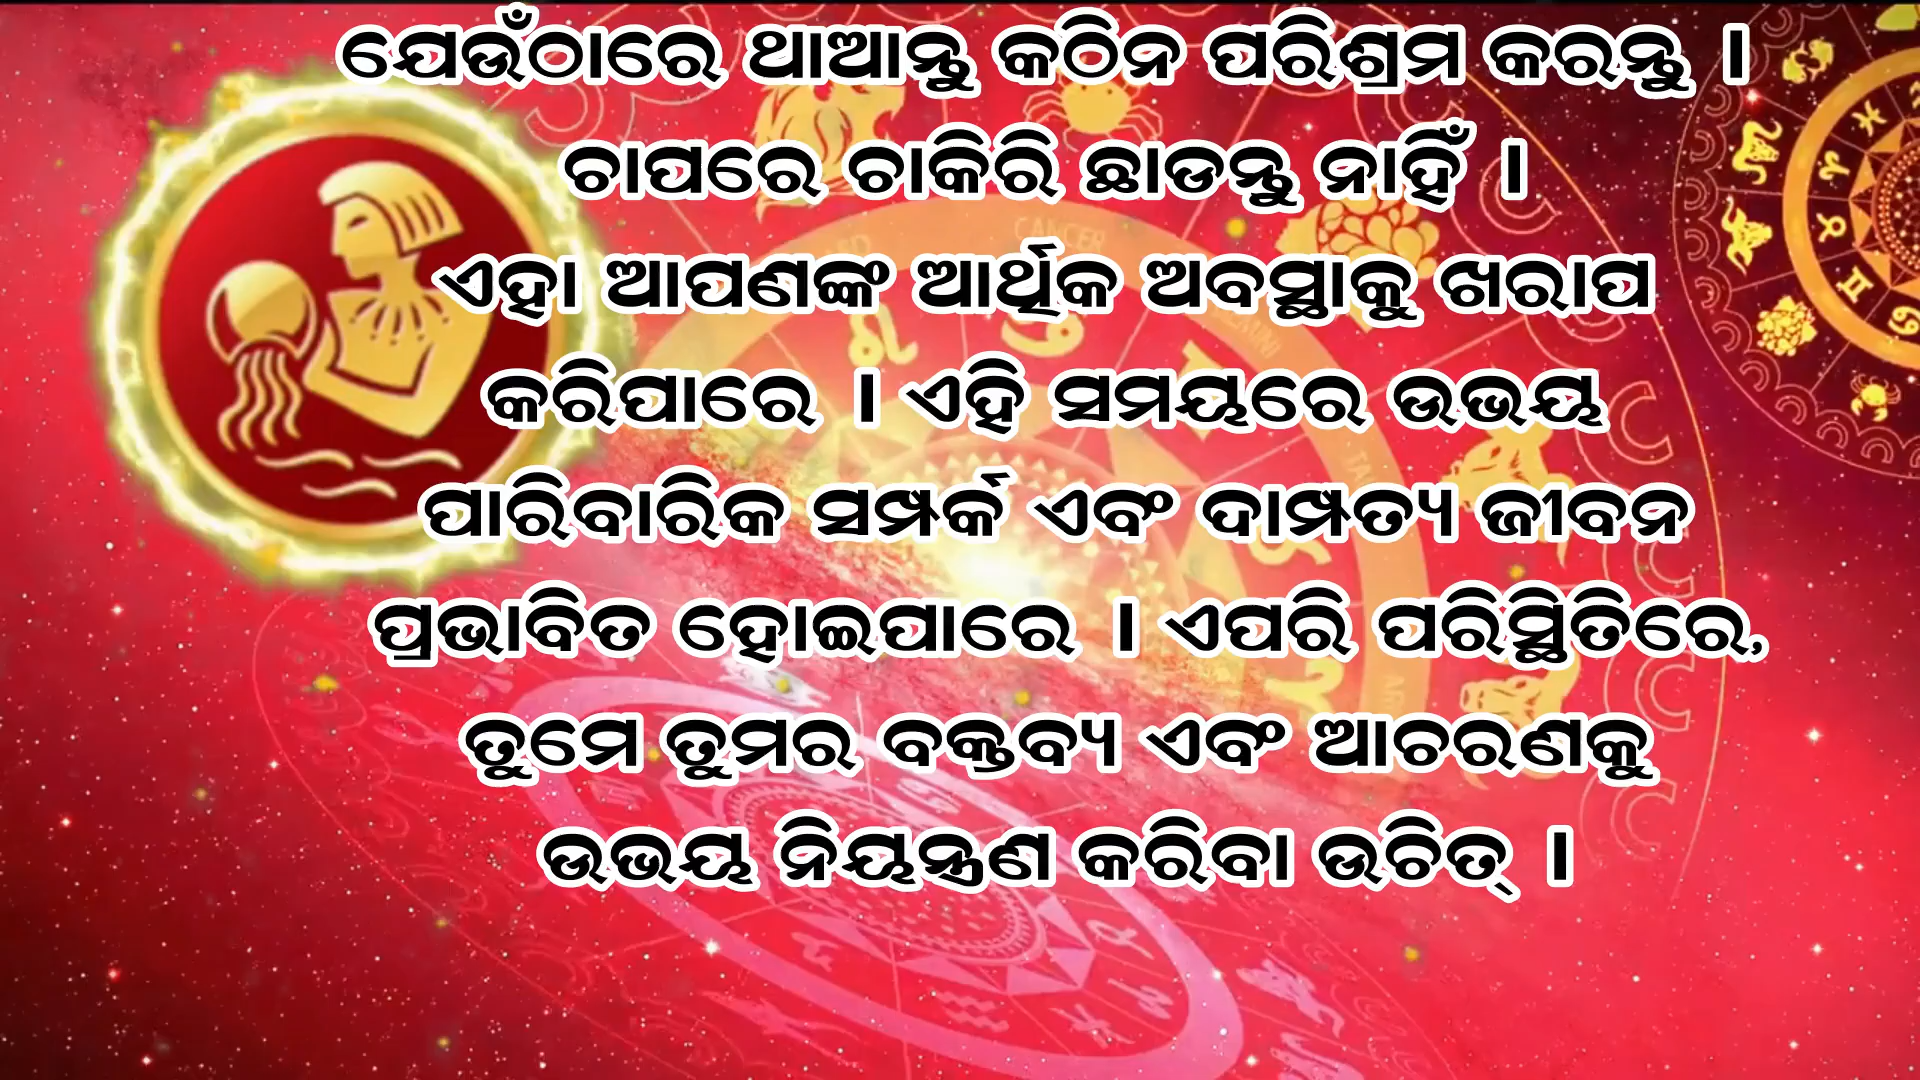 ଯେଉଁଠାରେ ଥାଆନ୍ତୁ କଠିନ ପରିଶ୍ରମ କରନ୍ତୁ ।
ଚାପରେ ଚାକିରି ଛାଡନ୍ତୁ ନାହିଁ ।
ଏହା ଆପଣଙ୍କ ଆର୍ଥିକ ଅବସ୍ଥାକୁ ଖରାପ
କରିପାରେ । ଏହି ସମୟରେ ଉଭୟ
ପାରିବାରିକ ସମ୍ପର୍କ ଏବଂ ଦାମ୍ପତ୍ୟ ଜୀବନ
ପ୍ରଭାବିତ ହୋଇପାରେ । ଏପରି ପରିସ୍ଥିତିରେ,
ତୁମେ ତୁମର ବକ୍ତବ୍ୟ ଏବଂ ଆଚରଣକୁ
ଉଭୟ ନିୟନ୍ତ୍ରଣ କରିବା ଉଚିତ୍ ।
CANCER